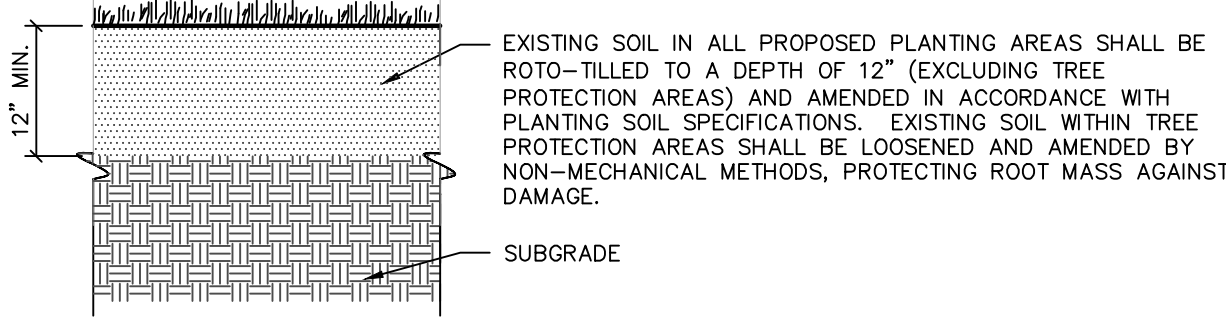 12” MIN.
EXISTING SOIL IN ALL PROPOSED PLANTING AREAS SHALL BE
ROTO–TILLED TO A DEPTH OF 12” (EXCLUDING TREE
PROTECTION AREAS) AND AMENDED IN ACCORDANCE WITH
PLANTING SOIL SPECIFICATIONS.  EXISTING SOIL WITHIN TREE
PROTECTION AREAS SHALL BE LOOSENED AND AMENDED BY
NON–MECHANICAL METHODS, PROTECTING ROOT MASS AGAINST
DAMAGE.
SUBGRADE